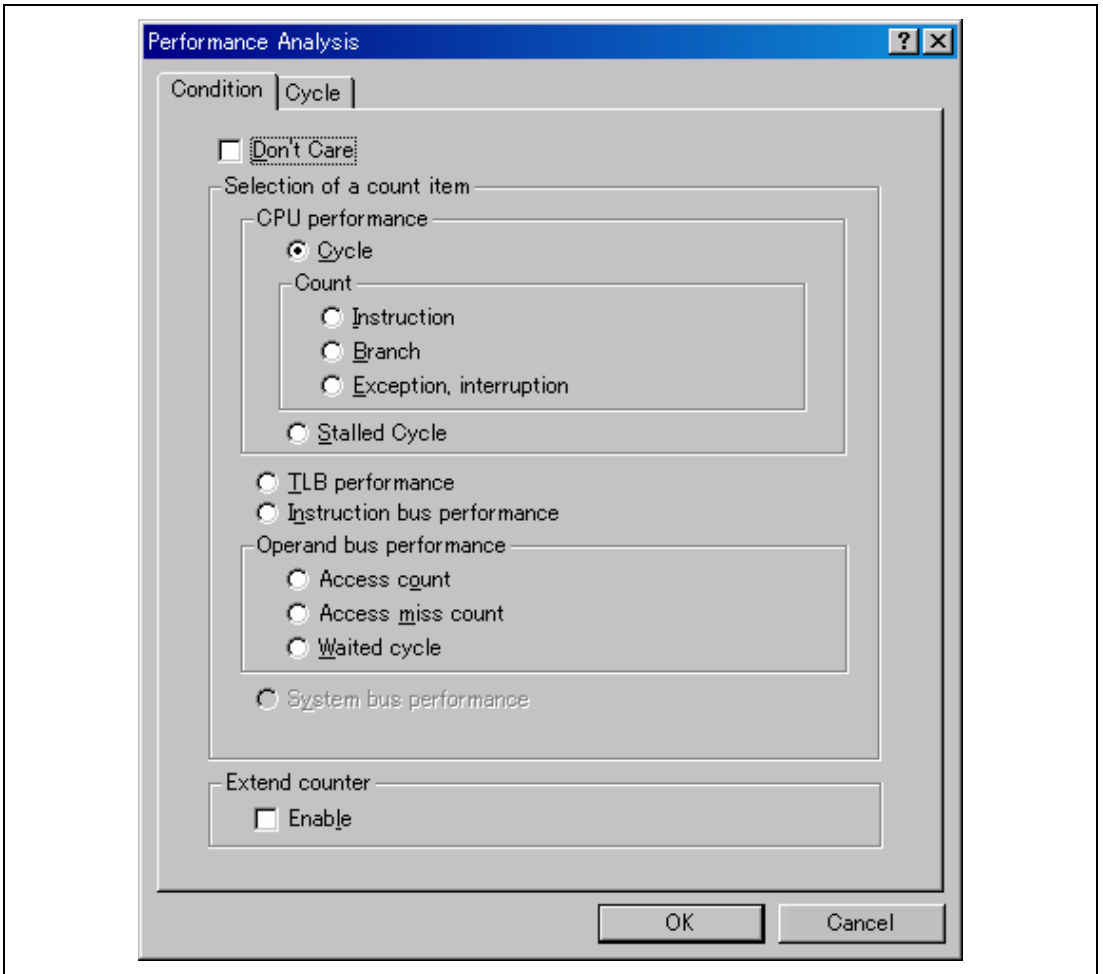 Performance Analysis
Condition
Cycle
Don't Care
Selection of a count item
CPU performance
Cycle
Count
Instruction
Branch
Exception, interruption
Stalled Cycle
TLB performance
Instruction bus performance
Operand bus performance
Access count
Access miss count
Waited cycle
System bus performance
Extend counter
Enable
OK
Cancel